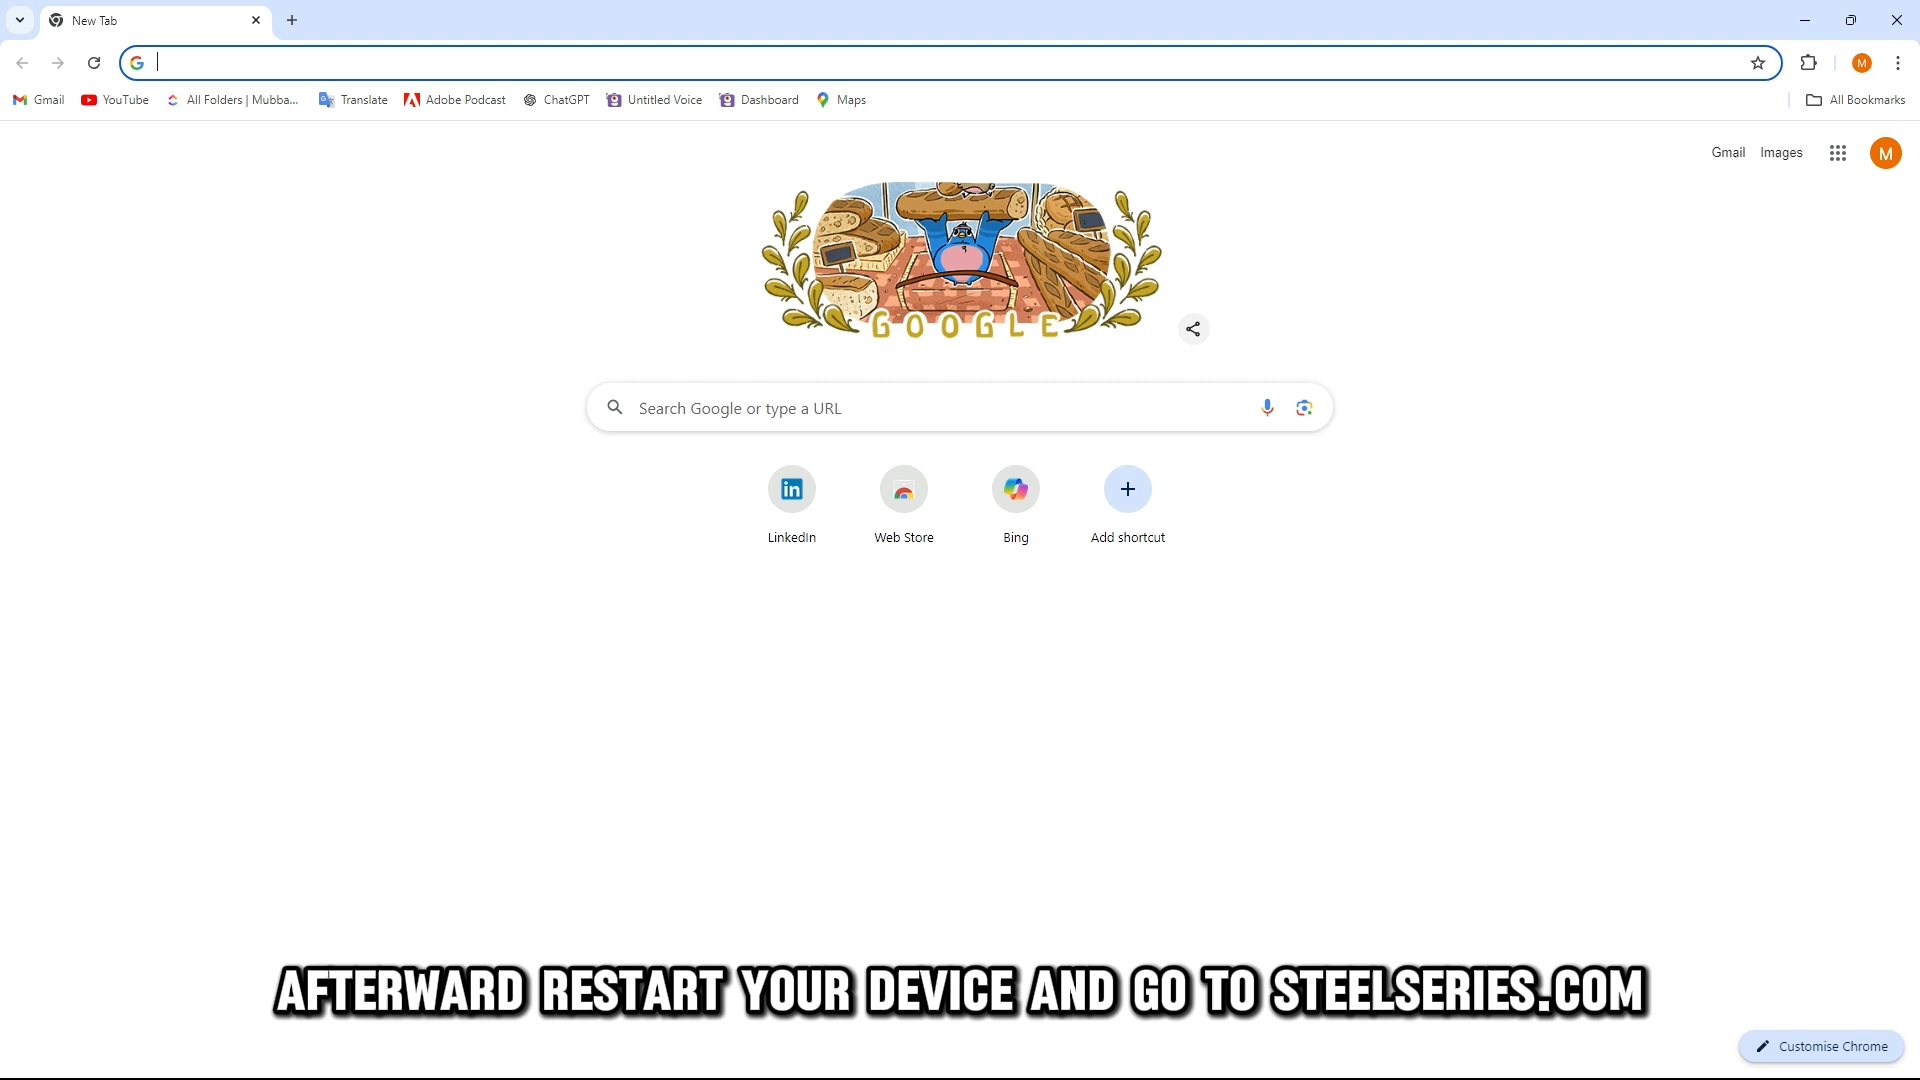 New Tab
Gmail
YouTube
All Folders | Mubba...
Translate
Adobe Podcast
ChatGPT
Untitled Voice
Dashboard
Maps
All Bookmarks
M
Gmail
Images
M
GOOGLE
Search Google or type a URL
in
LinkedIn
Web Store
Bing
Add shortcut
AFTERWARD RESTART YOUR DEVICE AND GO TO STEELSERIES.COM
Customise Chrome